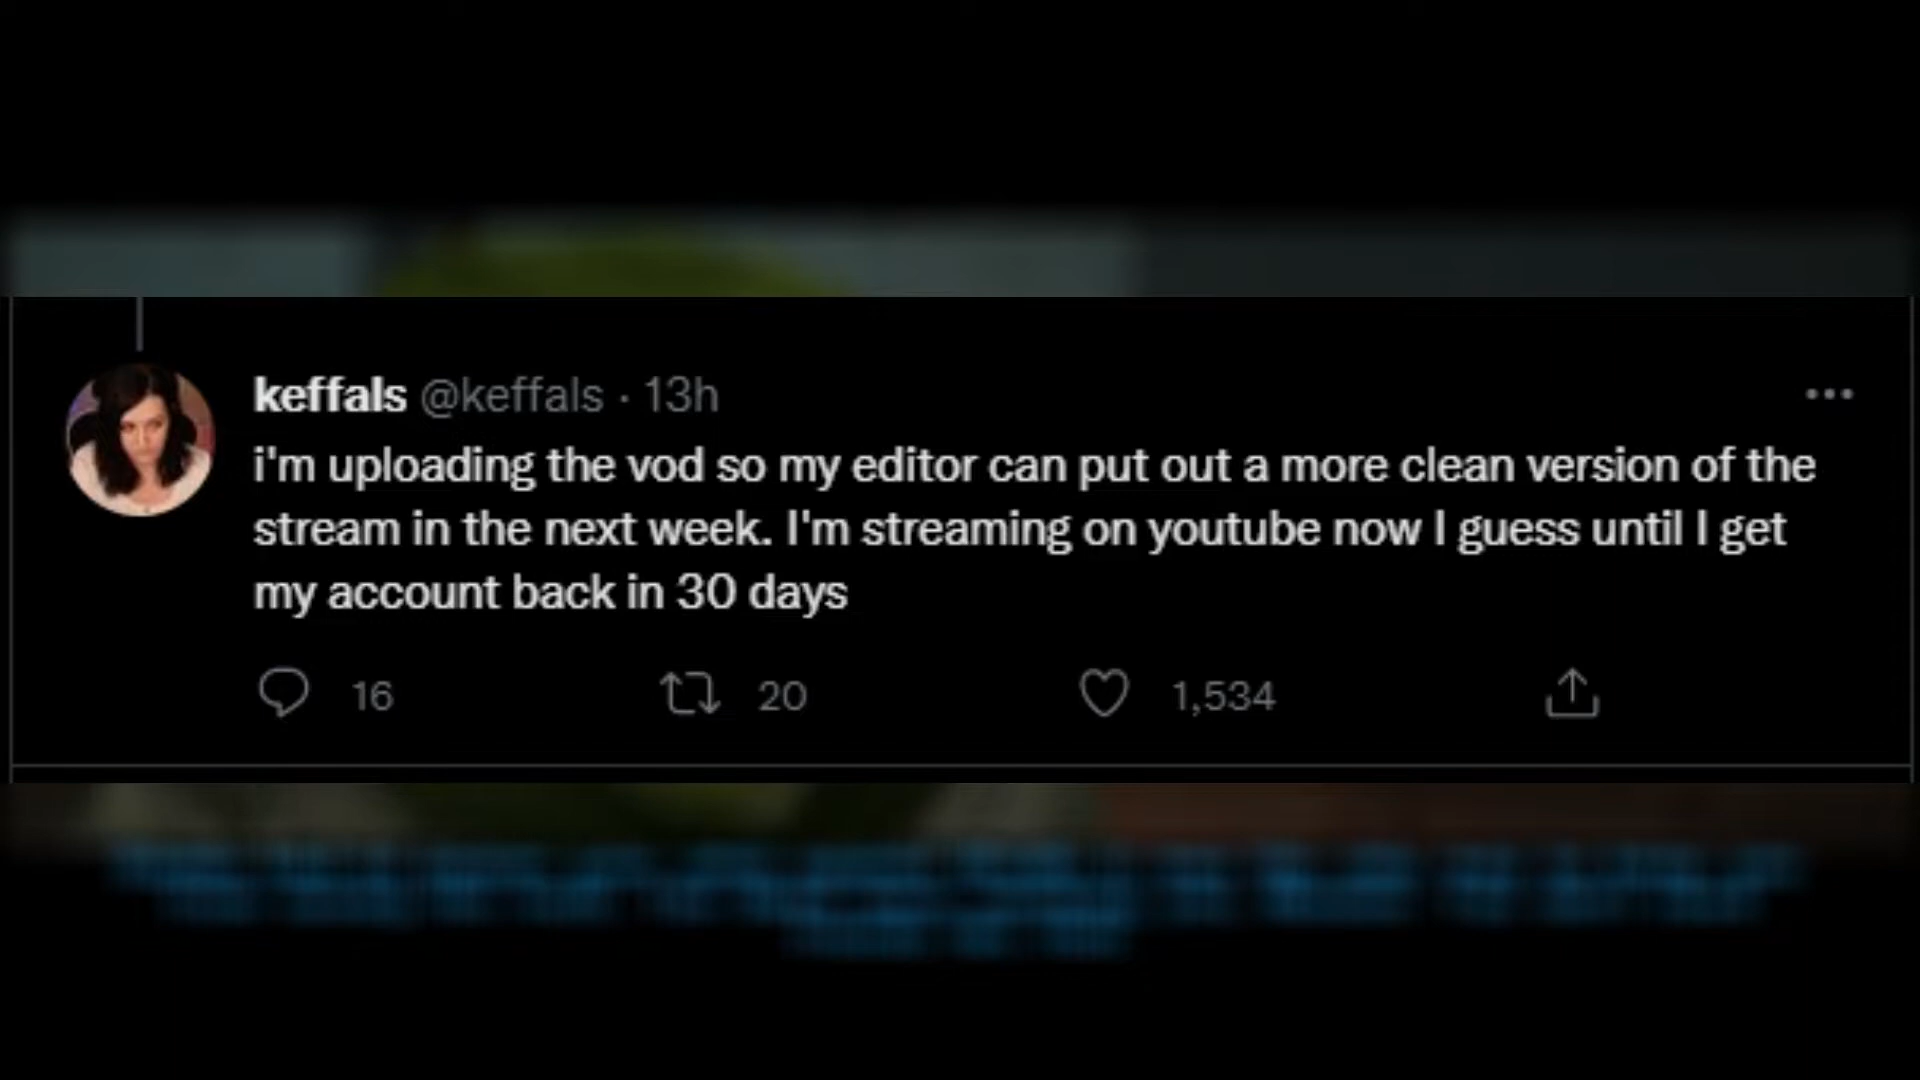 keffals @keffals · 13h
i'm uploading the vod so my editor can put out a more clean version of the
stream in the next week. I'm streaming on youtube now I guess until I get
my account back in 30 days
16 20 1,534